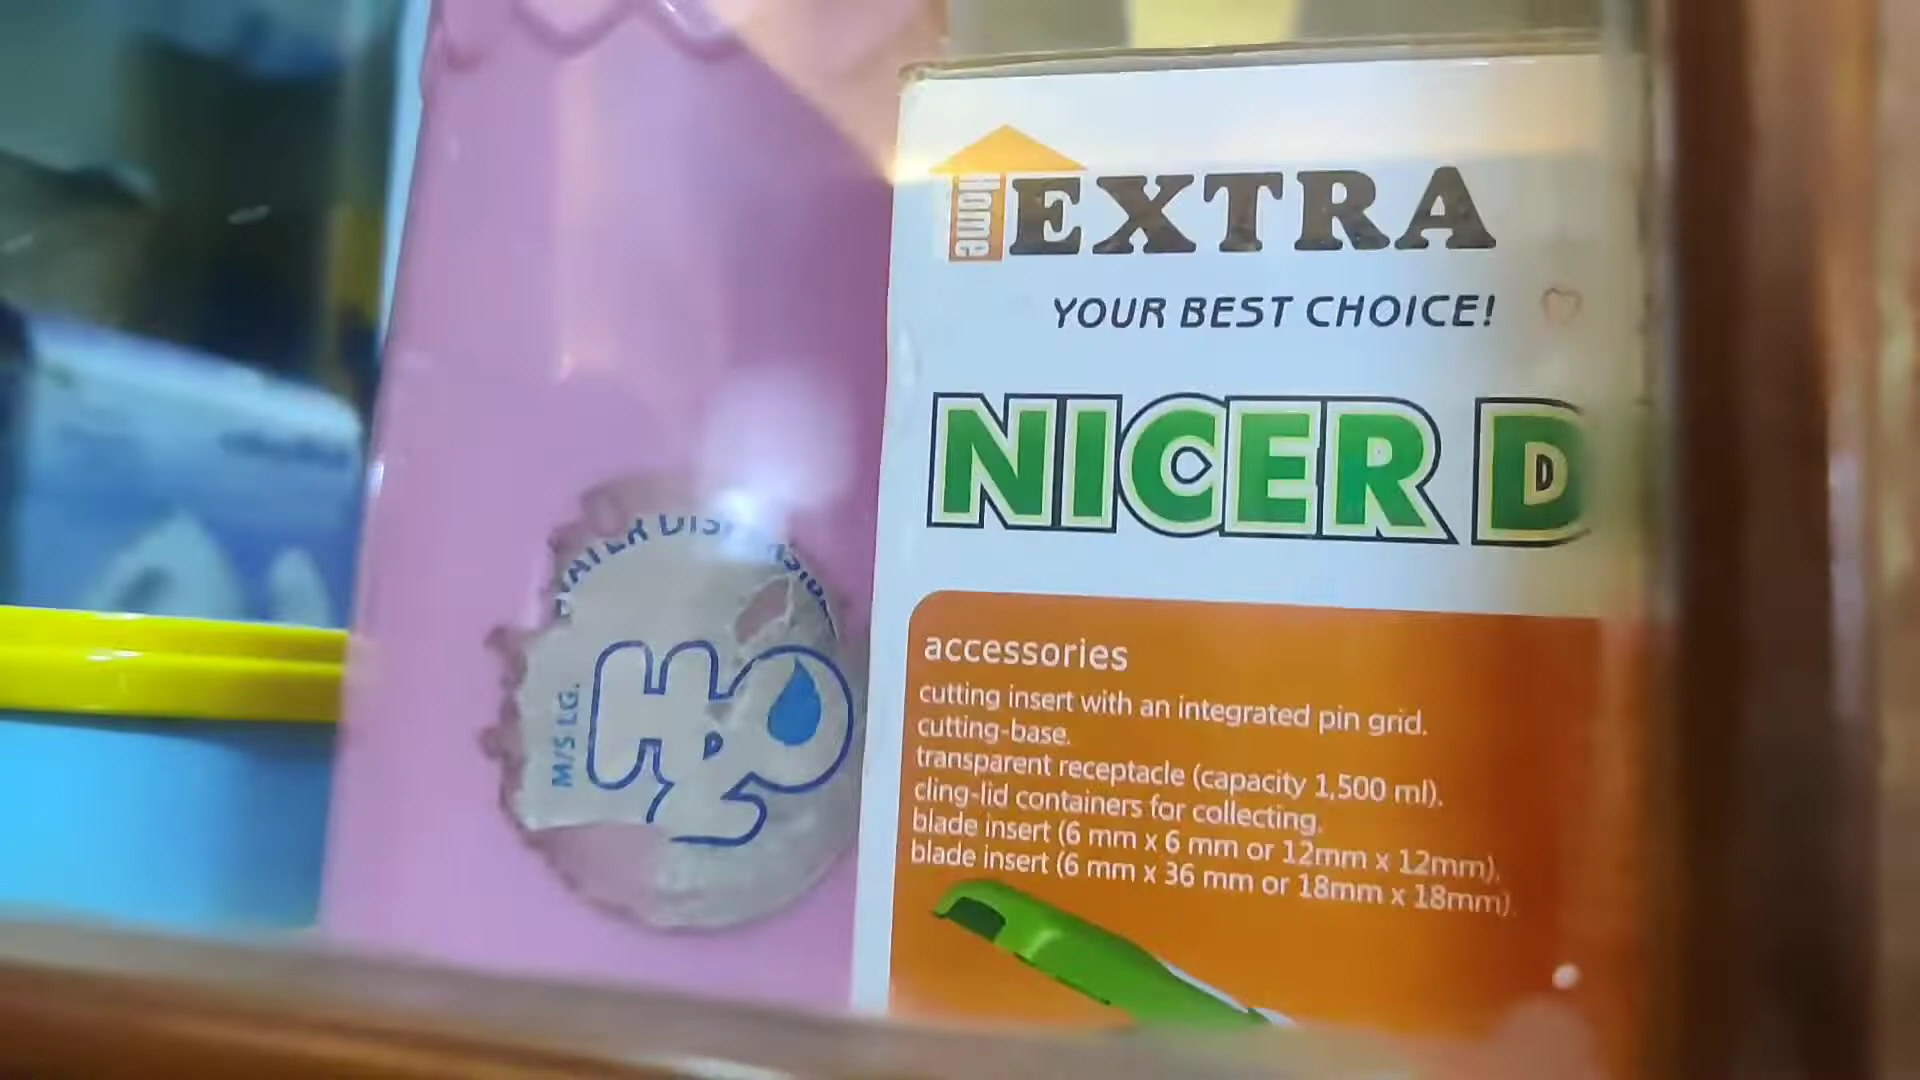 Home EXTRA
YOUR BEST CHOICE!
NICER D
accessories
cutting insert with an integrated pin grid.
cutting-base.
transparent receptacle (capacity 1,500 ml).
cling-lid containers for collecting.
blade insert (6 mm x 6 mm or 12mm x 12mm).
blade insert (6 mm x 36 mm or 18mm x 18mm).
WATER
M/S LG.
H2O